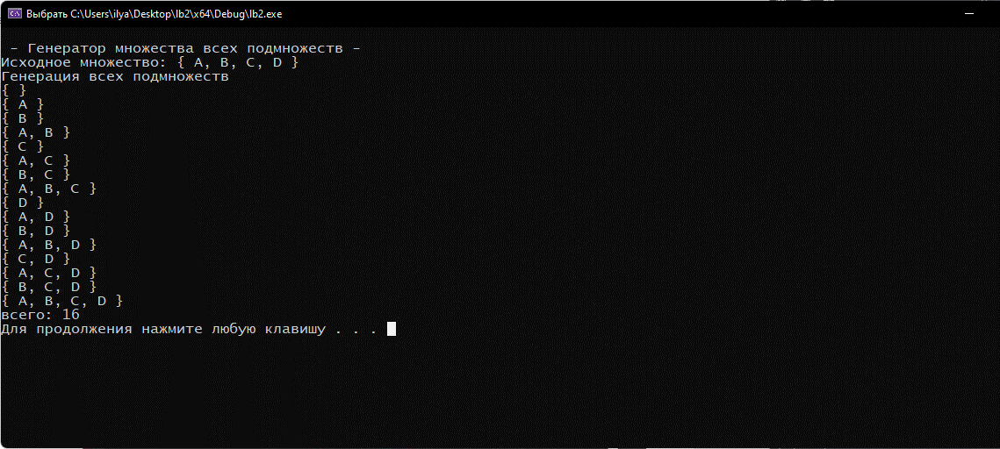 Выбрать C:\Users\ilya\Desktop\lb2\x64\Debug\lb2.exe
- Генератор множества всех подмножеств -
Исходное множество: { A, B, C, D }
Генерация всех подмножеств
{ }
{ A }
{ B }
{ A, B }
{ C }
{ A, C }
{ B, C }
{ A, B, C }
{ D }
{ A, D }
{ B, D }
{ A, B, D }
{ C, D }
{ A, C, D }
{ B, C, D }
{ A, B, C, D }
всего: 16
Для продолжения нажмите любую клавишу . . .